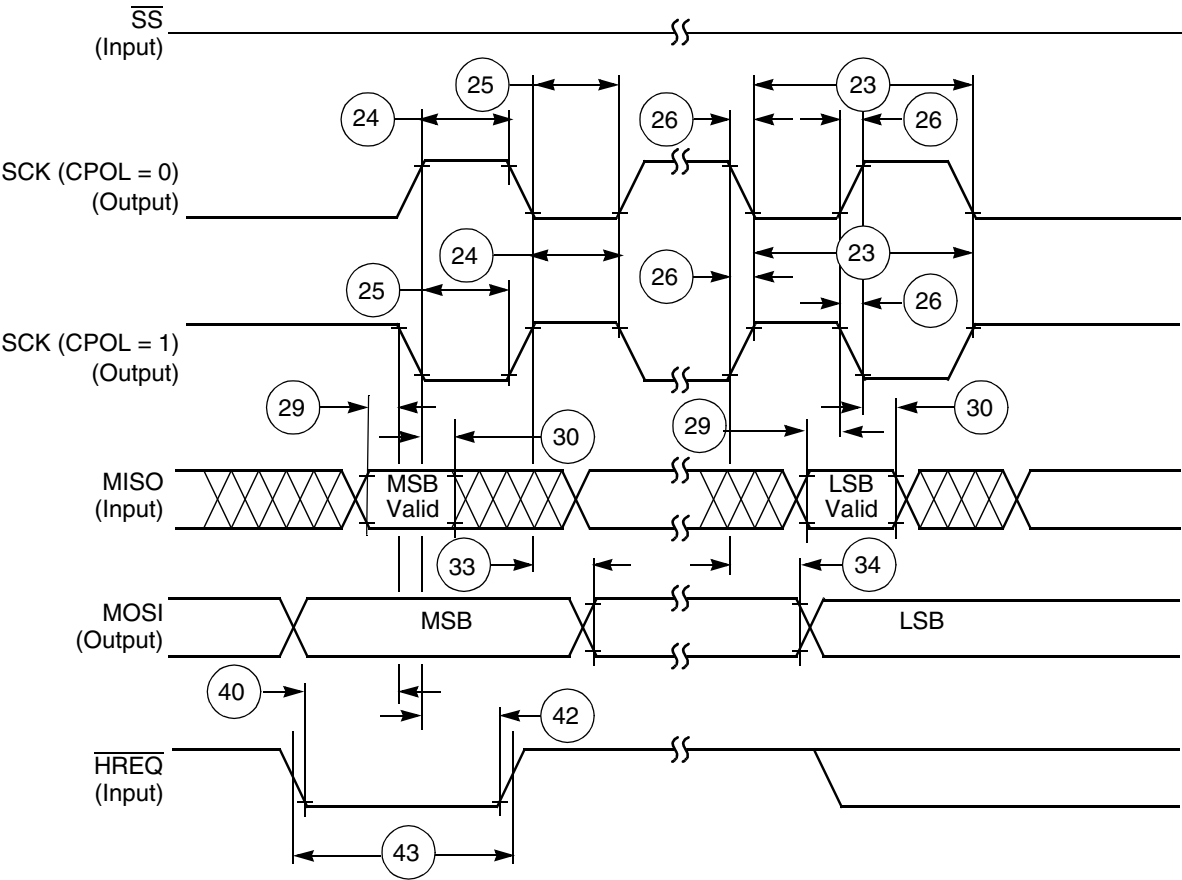 SS
(Input)
25
23
24
26
26
SCK (CPOL = 0)
(Output)
24
23
26
25
26
SCK (CPOL = 1)
(Output)
29
30
29
30
MISO
(Input)
MSB
Valid
LSB
Valid
33
34
MOSI
(Output)
MSB
LSB
40
42
HREQ
(Input)
43